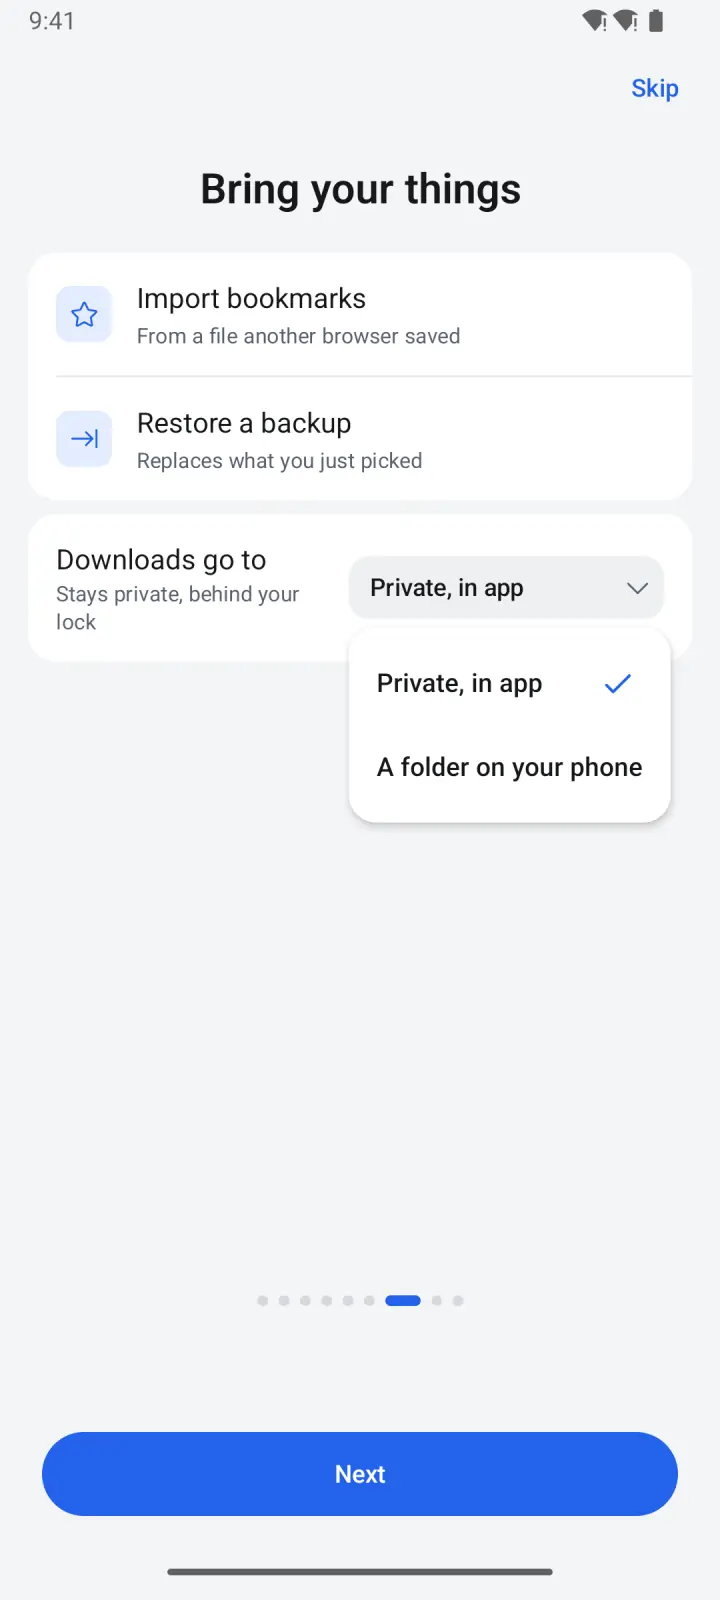 9:41
Skip
Bring your things
Import bookmarks
From a file another browser saved
Restore a backup
Replaces what you just picked
Downloads go to
Stays private, behind your
lock
Private, in app
Private, in app
A folder on your phone
Next